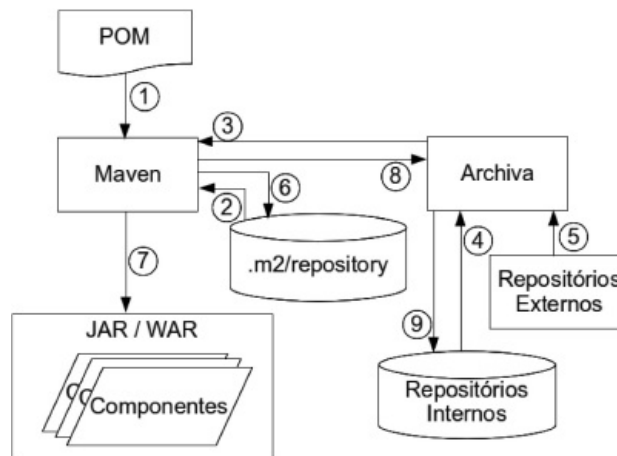 POM
1
3
Maven
8
Archiva
6
2
4
5
7
.m2/repository
Repositórios
Externos
JAR / WAR
9
C
C
Componentes
Repositórios
Internos